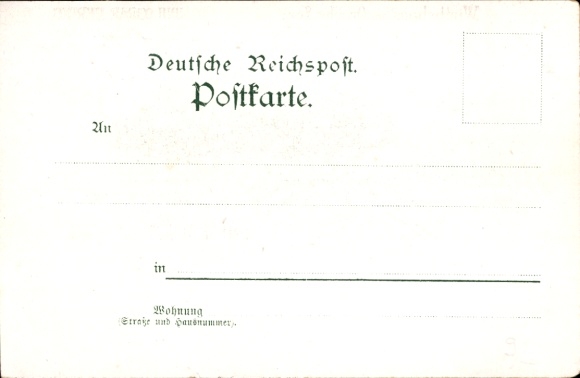 Deutsche Reichspost.
Postkarte.
An
in
Wohnung
(Straße und Hausnummer).